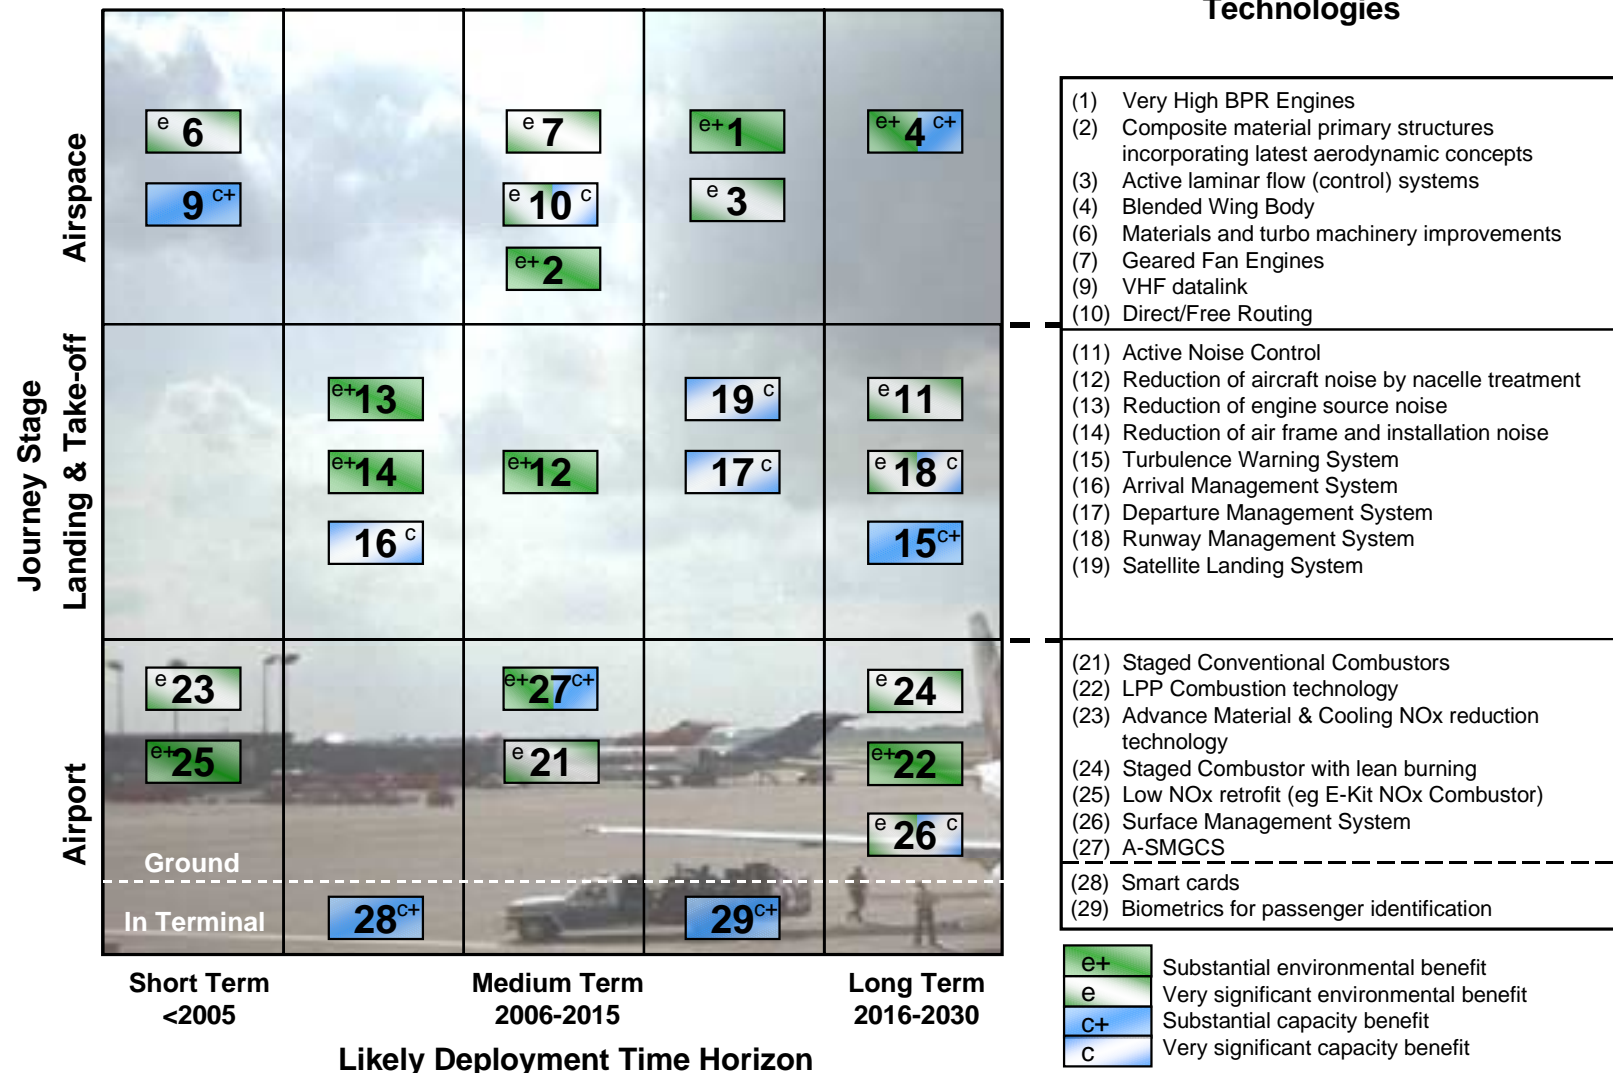 Technologies
Airspace
Journey Stage
Landing & Take-off
Airport
e 6
e 7
e+ 1
e+ 4 c+
9 c+
e 10 c
e 3
e+ 2
e+ 13
19 c
e 11
e+ 14
e+ 12
17 c
e 18 c
16 c
15 c+
e 23
e+ 27 c+
e 24
e+ 25
e 21
e+ 22
e 26 c
Ground
In Terminal
28 c+
29 c+
Short Term
<2005
Medium Term
2006-2015
Long Term
2016-2030
Likely Deployment Time Horizon
(1) Very High BPR Engines
(2) Composite material primary structures
incorporating latest aerodynamic concepts
(3) Active laminar flow (control) systems
(4) Blended Wing Body
(6) Materials and turbo machinery improvements
(7) Geared Fan Engines
(9) VHF datalink
(10) Direct/Free Routing
(11) Active Noise Control
(12) Reduction of aircraft noise by nacelle treatment
(13) Reduction of engine source noise
(14) Reduction of air frame and installation noise
(15) Turbulence Warning System
(16) Arrival Management System
(17) Departure Management System
(18) Runway Management System
(19) Satellite Landing System
(21) Staged Conventional Combustors
(22) LPP Combustion technology
(23) Advance Material & Cooling NOx reduction
technology
(24) Staged Combustor with lean burning
(25) Low NOx retrofit (eg E-Kit NOx Combustor)
(26) Surface Management System
(27) A-SMGCS
(28) Smart cards
(29) Biometrics for passenger identification
e+ Substantial environmental benefit
e Very significant environmental benefit
c+ Substantial capacity benefit
c Very significant capacity benefit